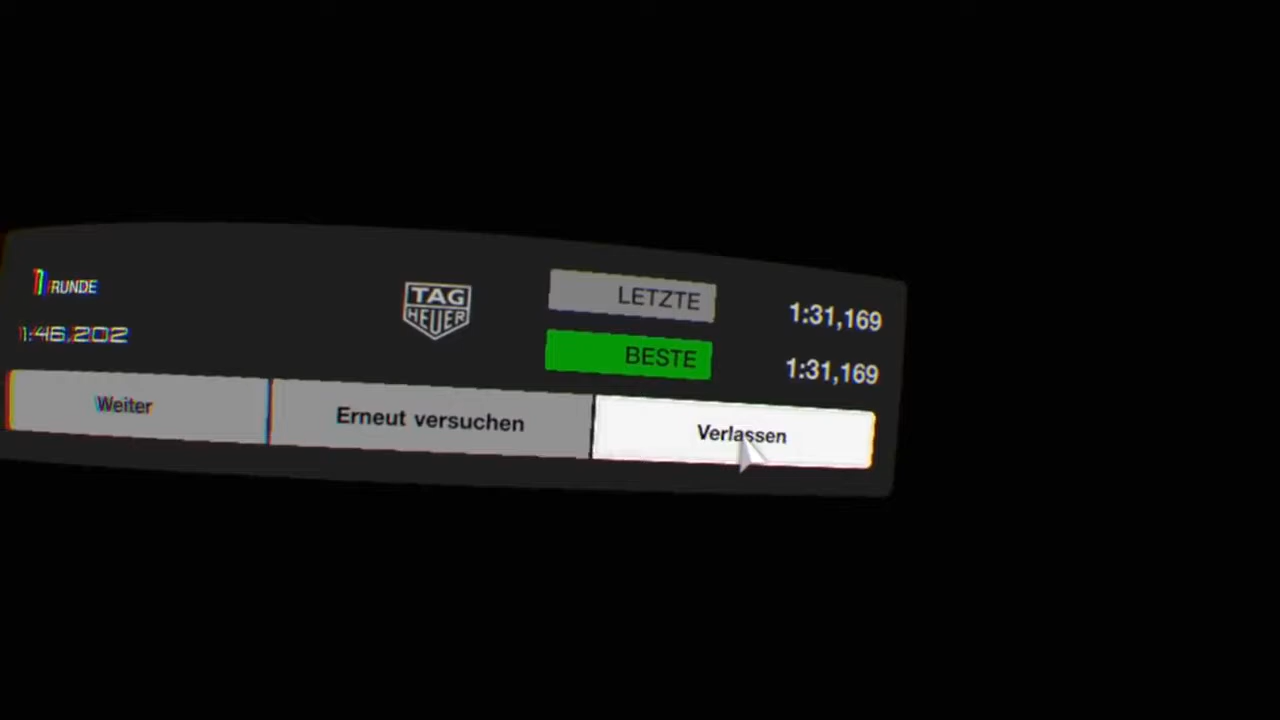 RUNDE
LETZTE 1:31,169
1:46,202
TAG
HEUER
BESTE 1:31,169
Weiter
Erneut versuchen
Verlassen